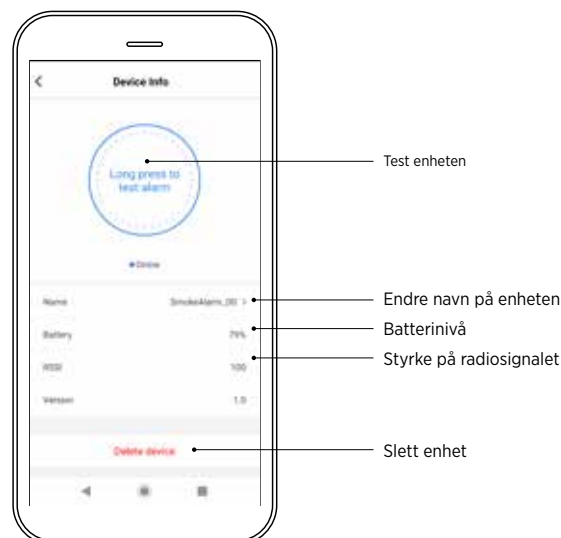 Device Info
Long press to
test alarm
Test enheten
Online
Name SmokeAlarm_00
Endre navn på enheten
Battery 79%
Batterinivå
RSSI 100
Styrke på radiosignalet
Version 1.0
Delete device
Slett enhet